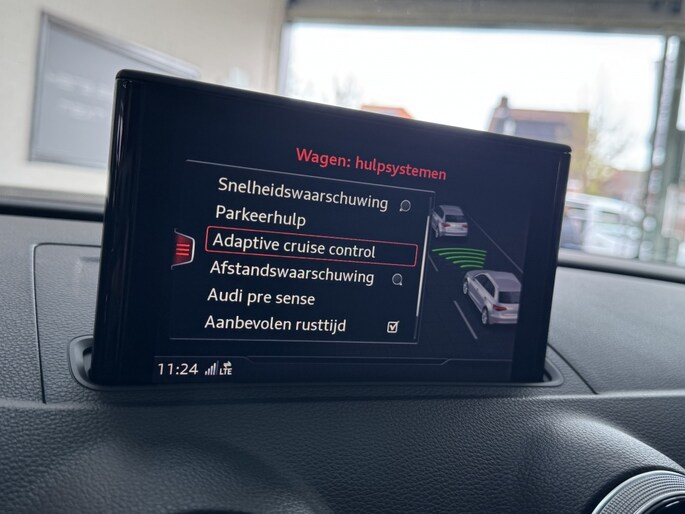 Wagen: hulpsystemen
Snelheidswaarschuwing
Parkeerhulp
Adaptive cruise control
Afstandswaarschuwing
Audi pre sense
Aanbevolen rusttijd
11:24 LTE